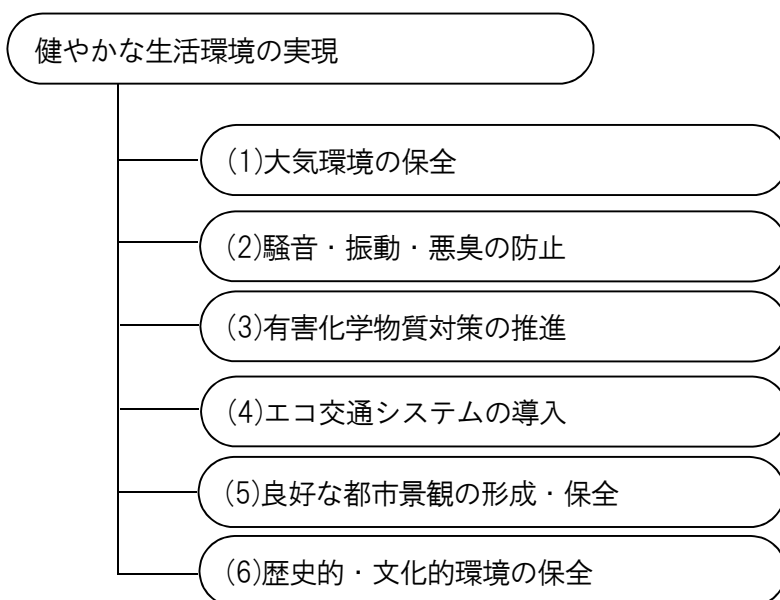 健やかな生活環境の実現
(1)大気環境の保全
(2)騒音・振動・悪臭の防止
(3)有害化学物質対策の推進
(4)エコ交通システムの導入
(5)良好な都市景観の形成・保全
(6)歴史的・文化的環境の保全